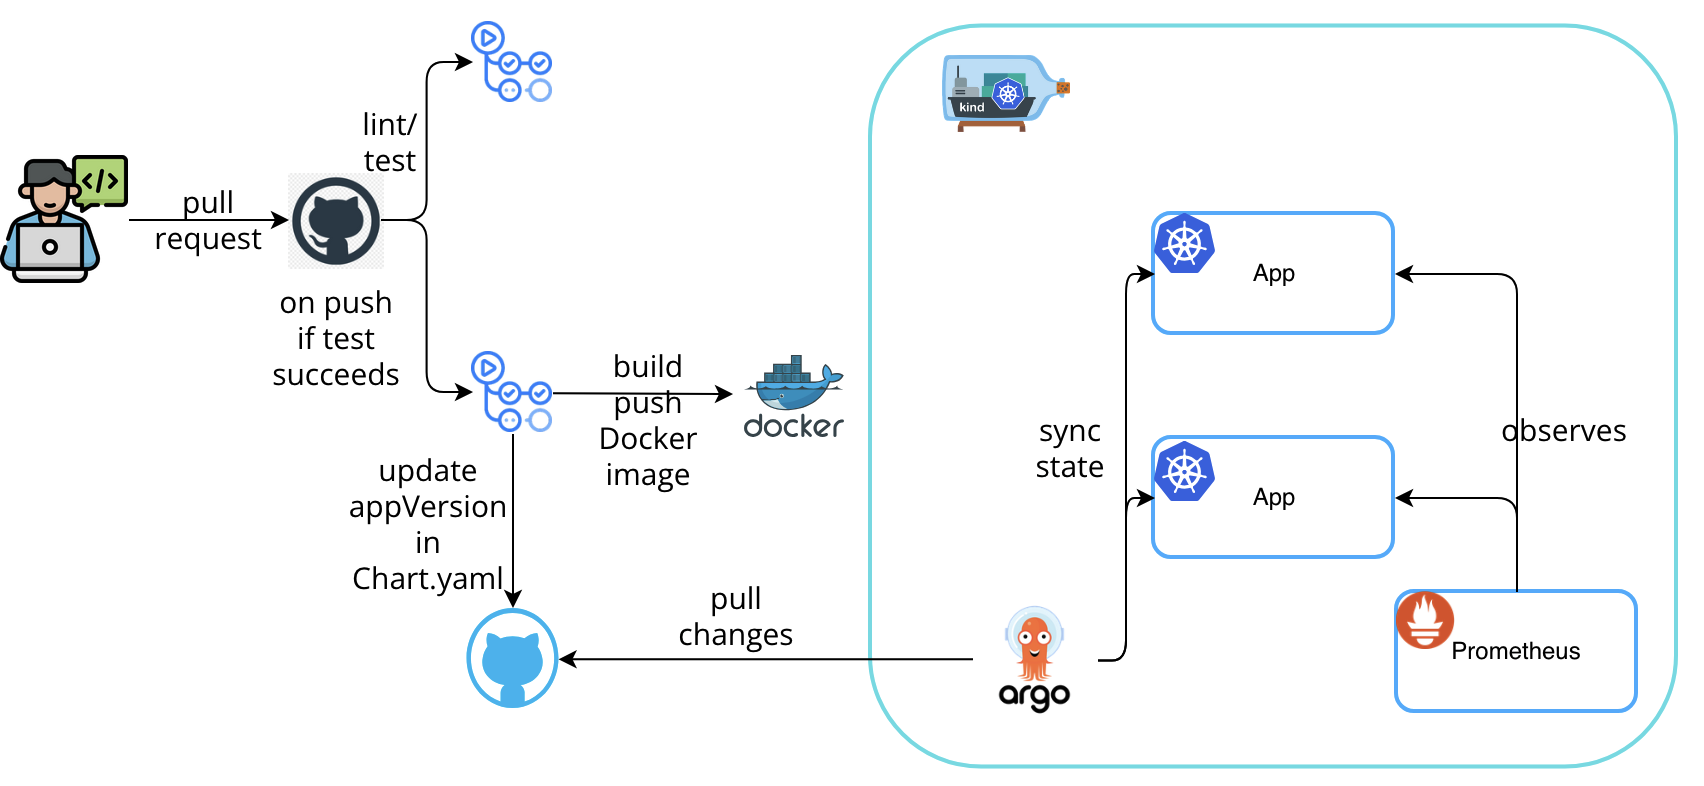 lint/
test
pull
request
on push
if test
succeeds
build
push
Docker
image
docker
update
appVersion
in
Chart.yaml
pull
changes
kind
App
sync
state
App
observes
argo
Prometheus